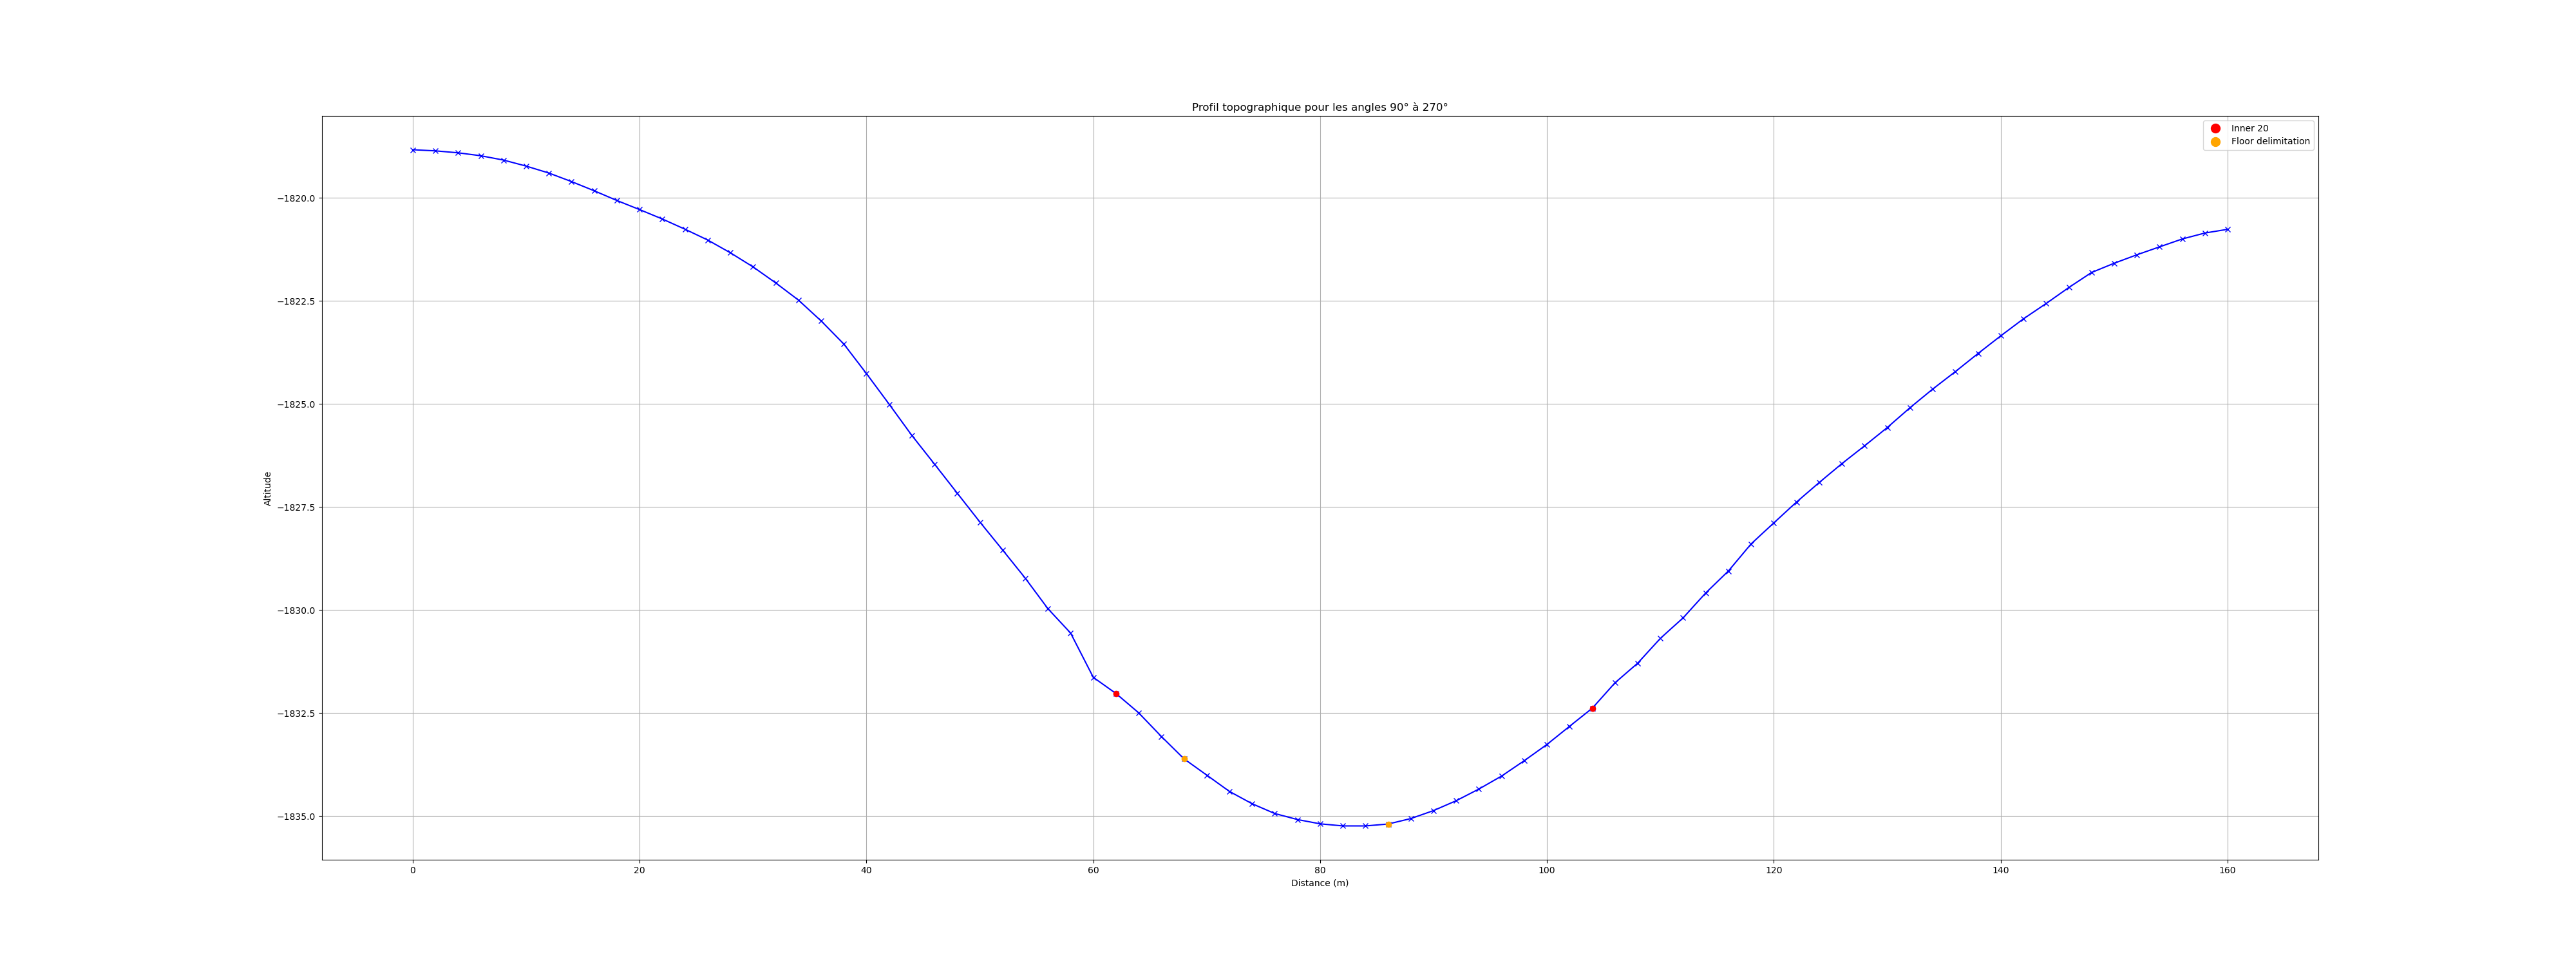 Profil topographique pour les angles 90° à 270°
Inner 20
Floor delimitation
Altitude
−1820.0
−1822.5
−1825.0
−1827.5
−1830.0
−1832.5
−1835.0
0 20 40 60 80 100 120 140 160
Distance (m)